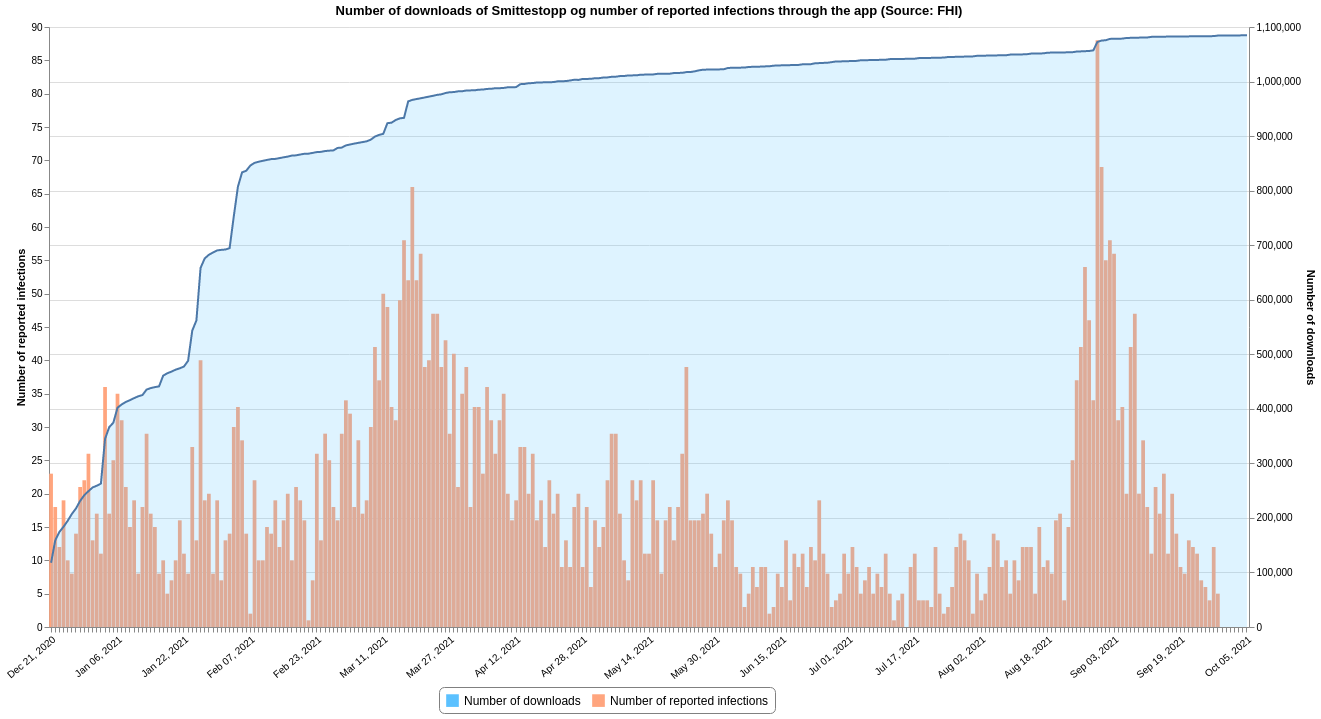 Number of downloads of Smittestopp og number of reported infections through the app (Source: FHI)
Number of reported infections
90
85
80
75
70
65
60
55
50
45
40
35
30
25
20
15
10
5
0
1,100,000
1,000,000
900,000
800,000
700,000
600,000
500,000
400,000
300,000
200,000
100,000
0
Number of downloads
Dec 21, 2020
Jan 06, 2021
Jan 22, 2021
Feb 07, 2021
Feb 23, 2021
Mar 11, 2021
Mar 27, 2021
Apr 12, 2021
Apr 28, 2021
May 14, 2021
May 30, 2021
Jun 15, 2021
Jul 01, 2021
Jul 17, 2021
Aug 02, 2021
Aug 18, 2021
Sep 03, 2021
Sep 19, 2021
Oct 05, 2021
Number of downloads
Number of reported infections